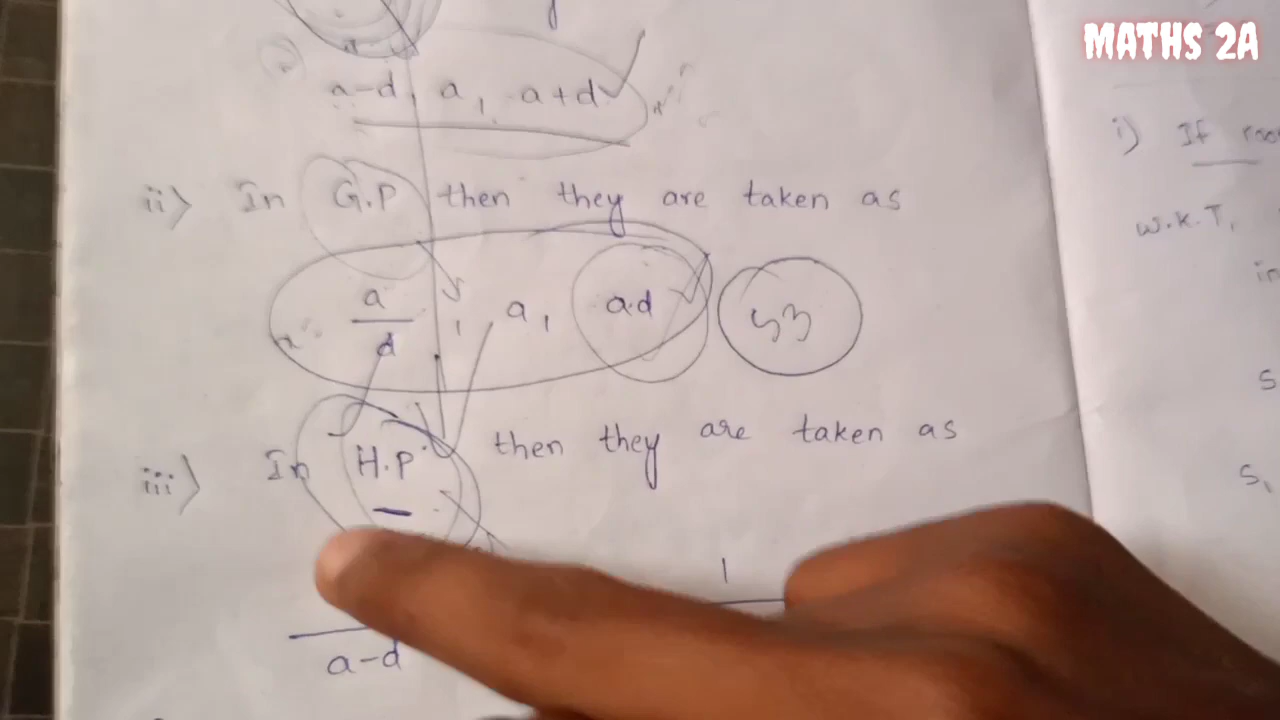 MATHS 2A
a-d, a, a+d
ii) In G.P then they are taken as
a/d, a, a.d
iii) In H.P then they are taken as
1
a-d
i) If
w.k.T,
S
S,